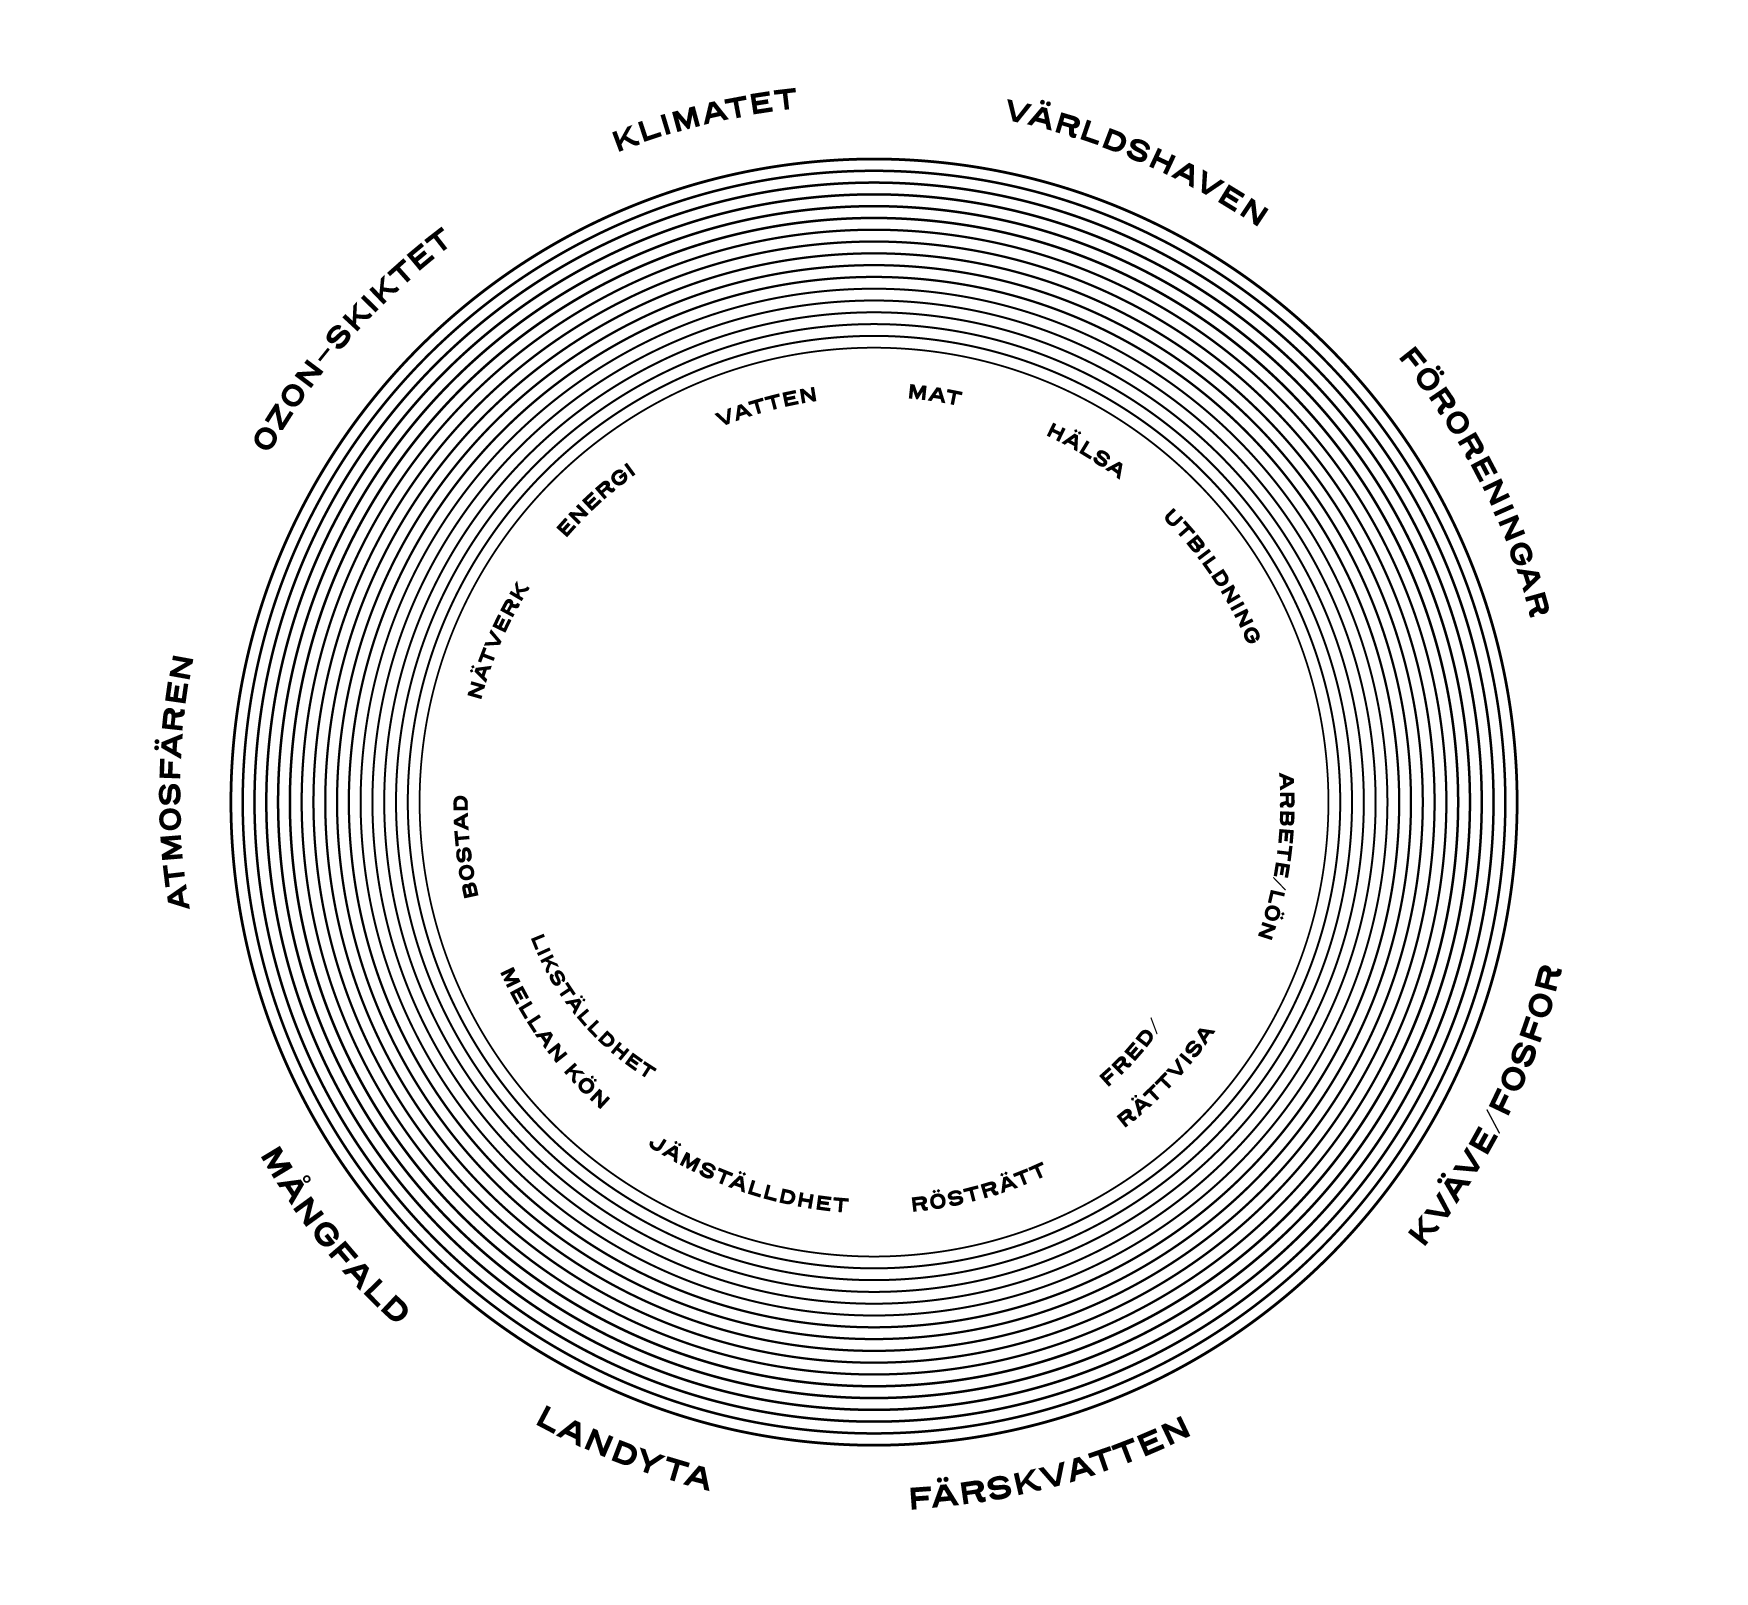 KLIMATET
VÄRLDSHAVEN
FÖRORENINGAR
KVÄVE/FOSFOR
FÄRSKVATTEN
LANDYTA
MÅNGFALD
ATMOSFÄREN
OZON-SKIKTET
VATTEN
MAT
HÄLSA
UTBILDNING
ARBETE/LÖN
FRED/
RÄTTVISA
RÖSTRÄTT
JÄMSTÄLLDHET
LIKSTÄLLDHET
MELLAN KÖN
BOSTAD
NÄTVERK
ENERGI